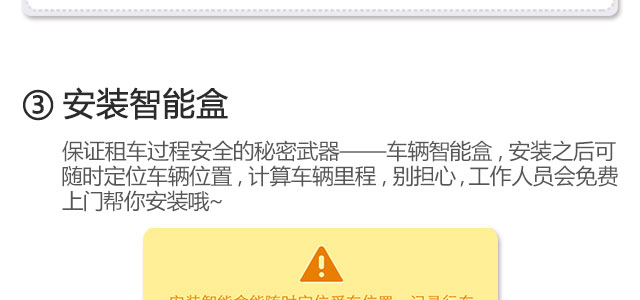 ③ 安装智能盒
保证租车过程安全的秘密武器——车辆智能盒，安装之后可
随时定位车辆位置，计算车辆里程，别担心，工作人员会免费
上门帮你安装哦~